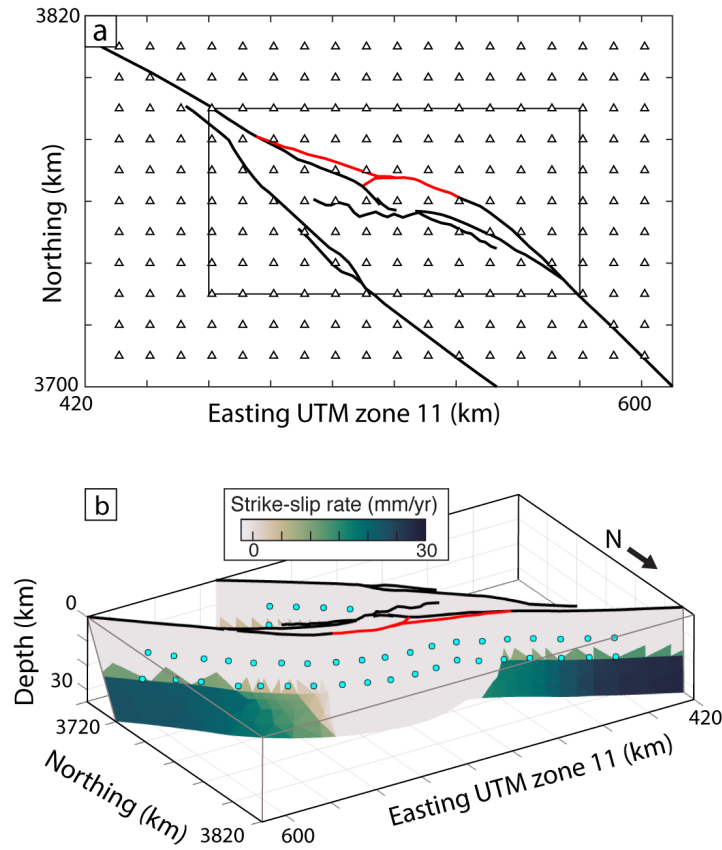 3820
a
Northing (km)
3700
420
Easting UTM zone 11 (km)
600
b
Strike-slip rate (mm/yr)
0
30
N
Depth (km)
0
30
3720
Northing (km)
3820
600
Easting UTM zone 11 (km)
420